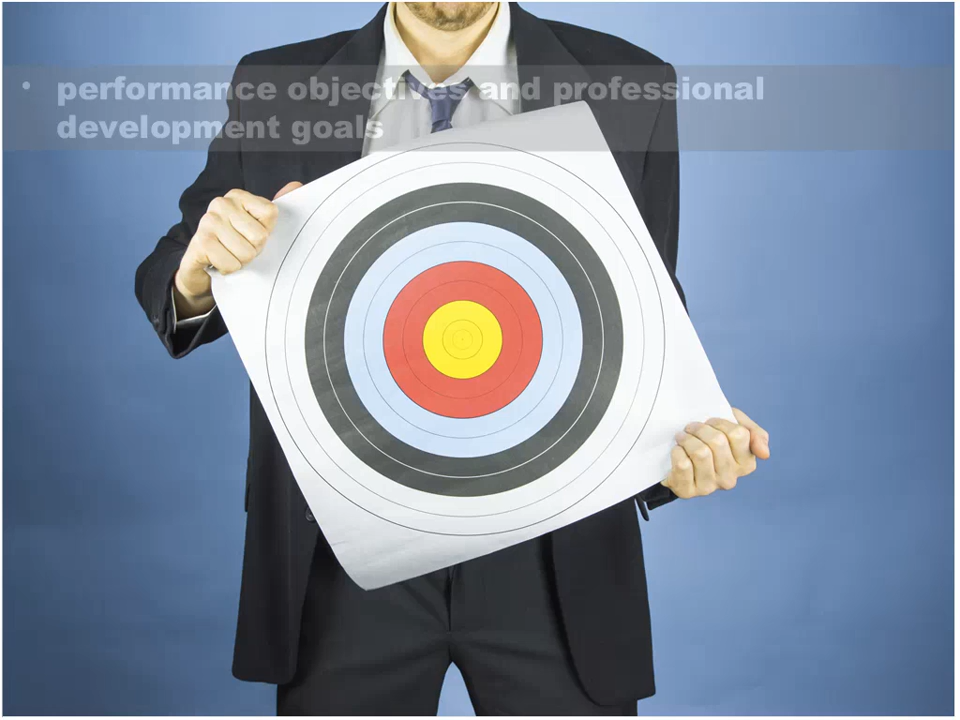 • performance objectives and professional
development goals